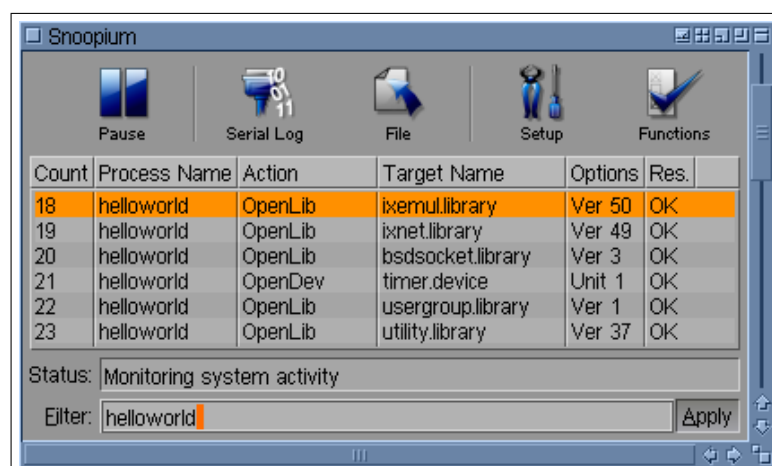 Snoopium
10
01
11
Pause Serial Log File Setup Functions
Count Process Name Action Target Name Options Res.
18 helloworld OpenLib ixemul.library Ver 50 OK
19 helloworld OpenLib ixnet.library Ver 49 OK
20 helloworld OpenLib bsdsocket.library Ver 3 OK
21 helloworld OpenDev timer.device Unit 1 OK
22 helloworld OpenLib usergroup.library Ver 1 OK
23 helloworld OpenLib utility.library Ver 37 OK
Status: Monitoring system activity
Filter: helloworld Apply